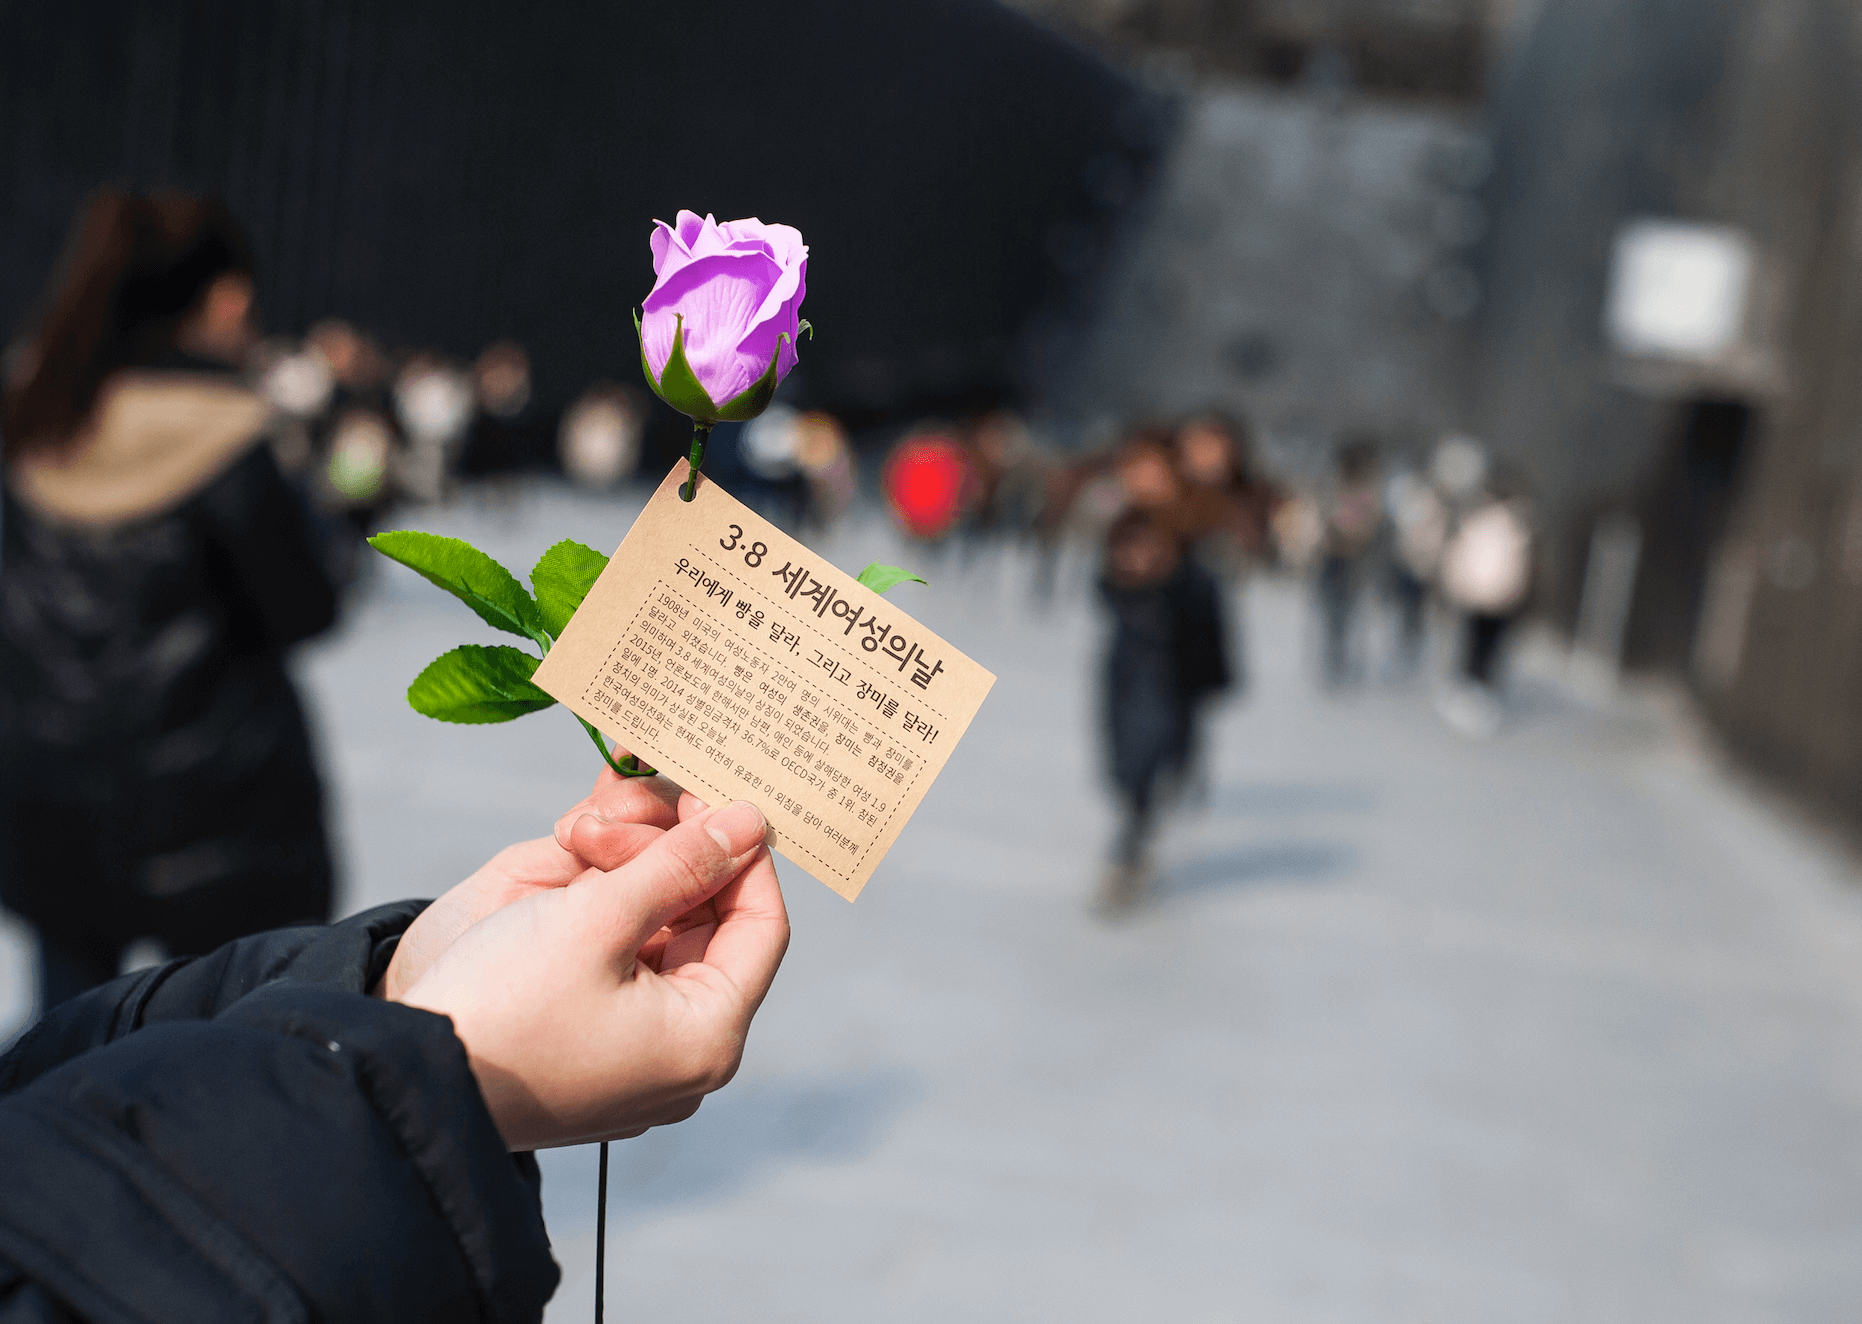 3·8 세계여성의날
우리에게 빵을 달라, 그리고 장미를 달라!
1908년 미국의 여성노동자 2만여 명의 시위대는 빵과 장미를
달라고 외쳤습니다. 빵은 여성의 생존권을, 장미는 참정권을
의미하며 3.8 세계여성의날의 상징이 되었습니다.
2015년, 언론보도에 한해서만 남편, 애인 등에 살해당한 여성 1.9
일에 1명. 2014 성별임금격차 36.7%로 OECD국가 중 1위. 참된
정치의 의미가 상실된 오늘날.
한국여성의전화는 현재도 여전히 유효한 이 외침을 담아 여러분께
장미를 드립니다.